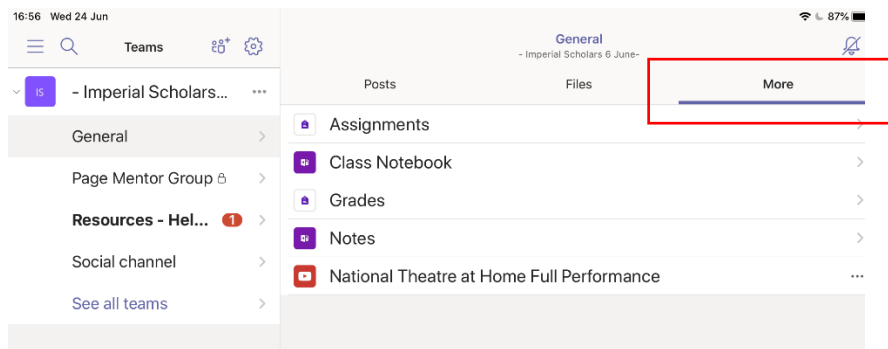 16:56 Wed 24 Jun
87%
Teams
General
- Imperial Scholars 6 June-
IS
- Imperial Scholars...
General
Page Mentor Group
Resources - Hel... 1
Social channel
See all teams
Posts Files More
Assignments
Class Notebook
Grades
Notes
National Theatre at Home Full Performance